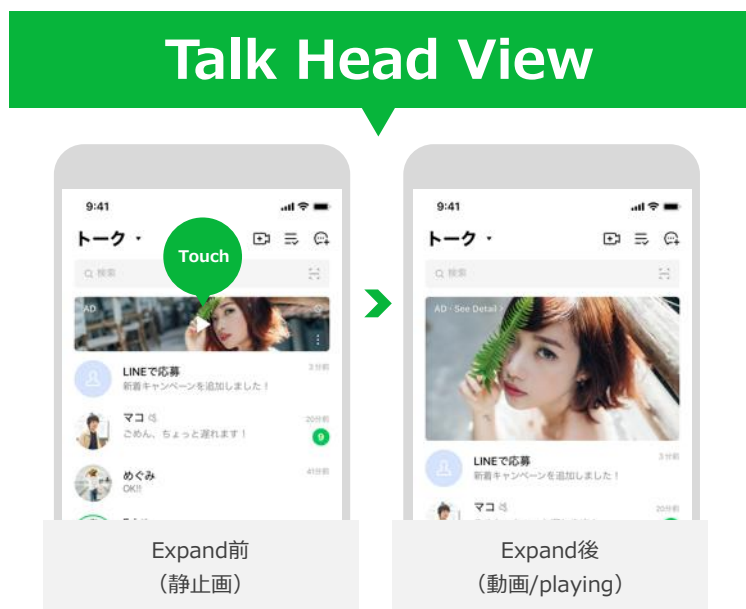 Talk Head View
9:41
トーク
Touch
検索
AD
LINEで応募
3分前
新着キャンペーンを追加しました！
マコ
20分前
ごめん、ちょっと遅れます！
9
めぐみ
41分前
OK!!
Expand前
（静止画）
9:41
トーク
検索
AD · See Detail >
LINEで応募
3分前
新着キャンペーンを追加しました！
マコ
20分前
Expand後
（動画/playing）